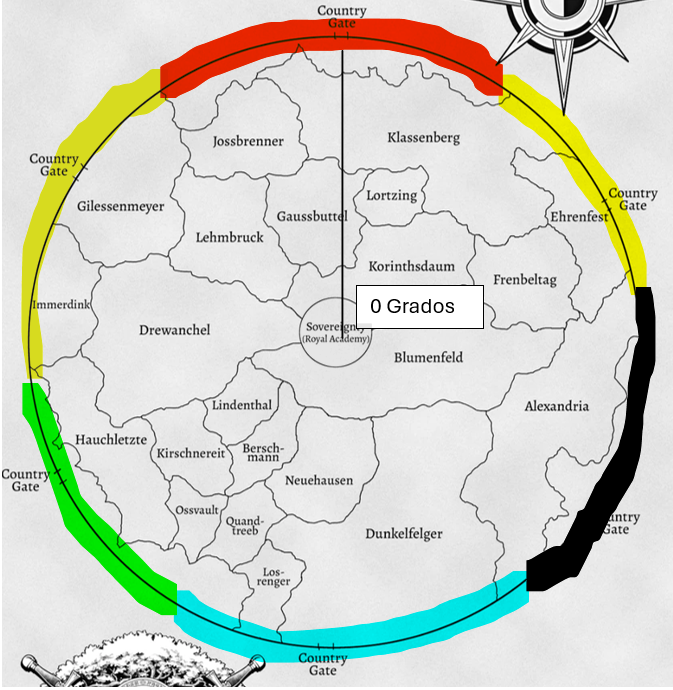 Country
Gate
Jossbrenner
Klassenberg
Country
Gate
Gilessenmeyer
Lortzing
Country
Gate
Gaussbuttel
Ehrenfest
Lehmbruck
Korinthsdaum
Frenbeltag
Immerdink
0 Grados
Drewanchel
Sovereignty
(Royal Academy)
Blumenfeld
Lindenthal
Alexandria
Hauchletzte
Kirschnereit
Bersch-
mann
Country
Gate
Neuehausen
Ossvault
Quand-
treeb
Dunkelfelger
Gate
Los-
renger
Country
Gate